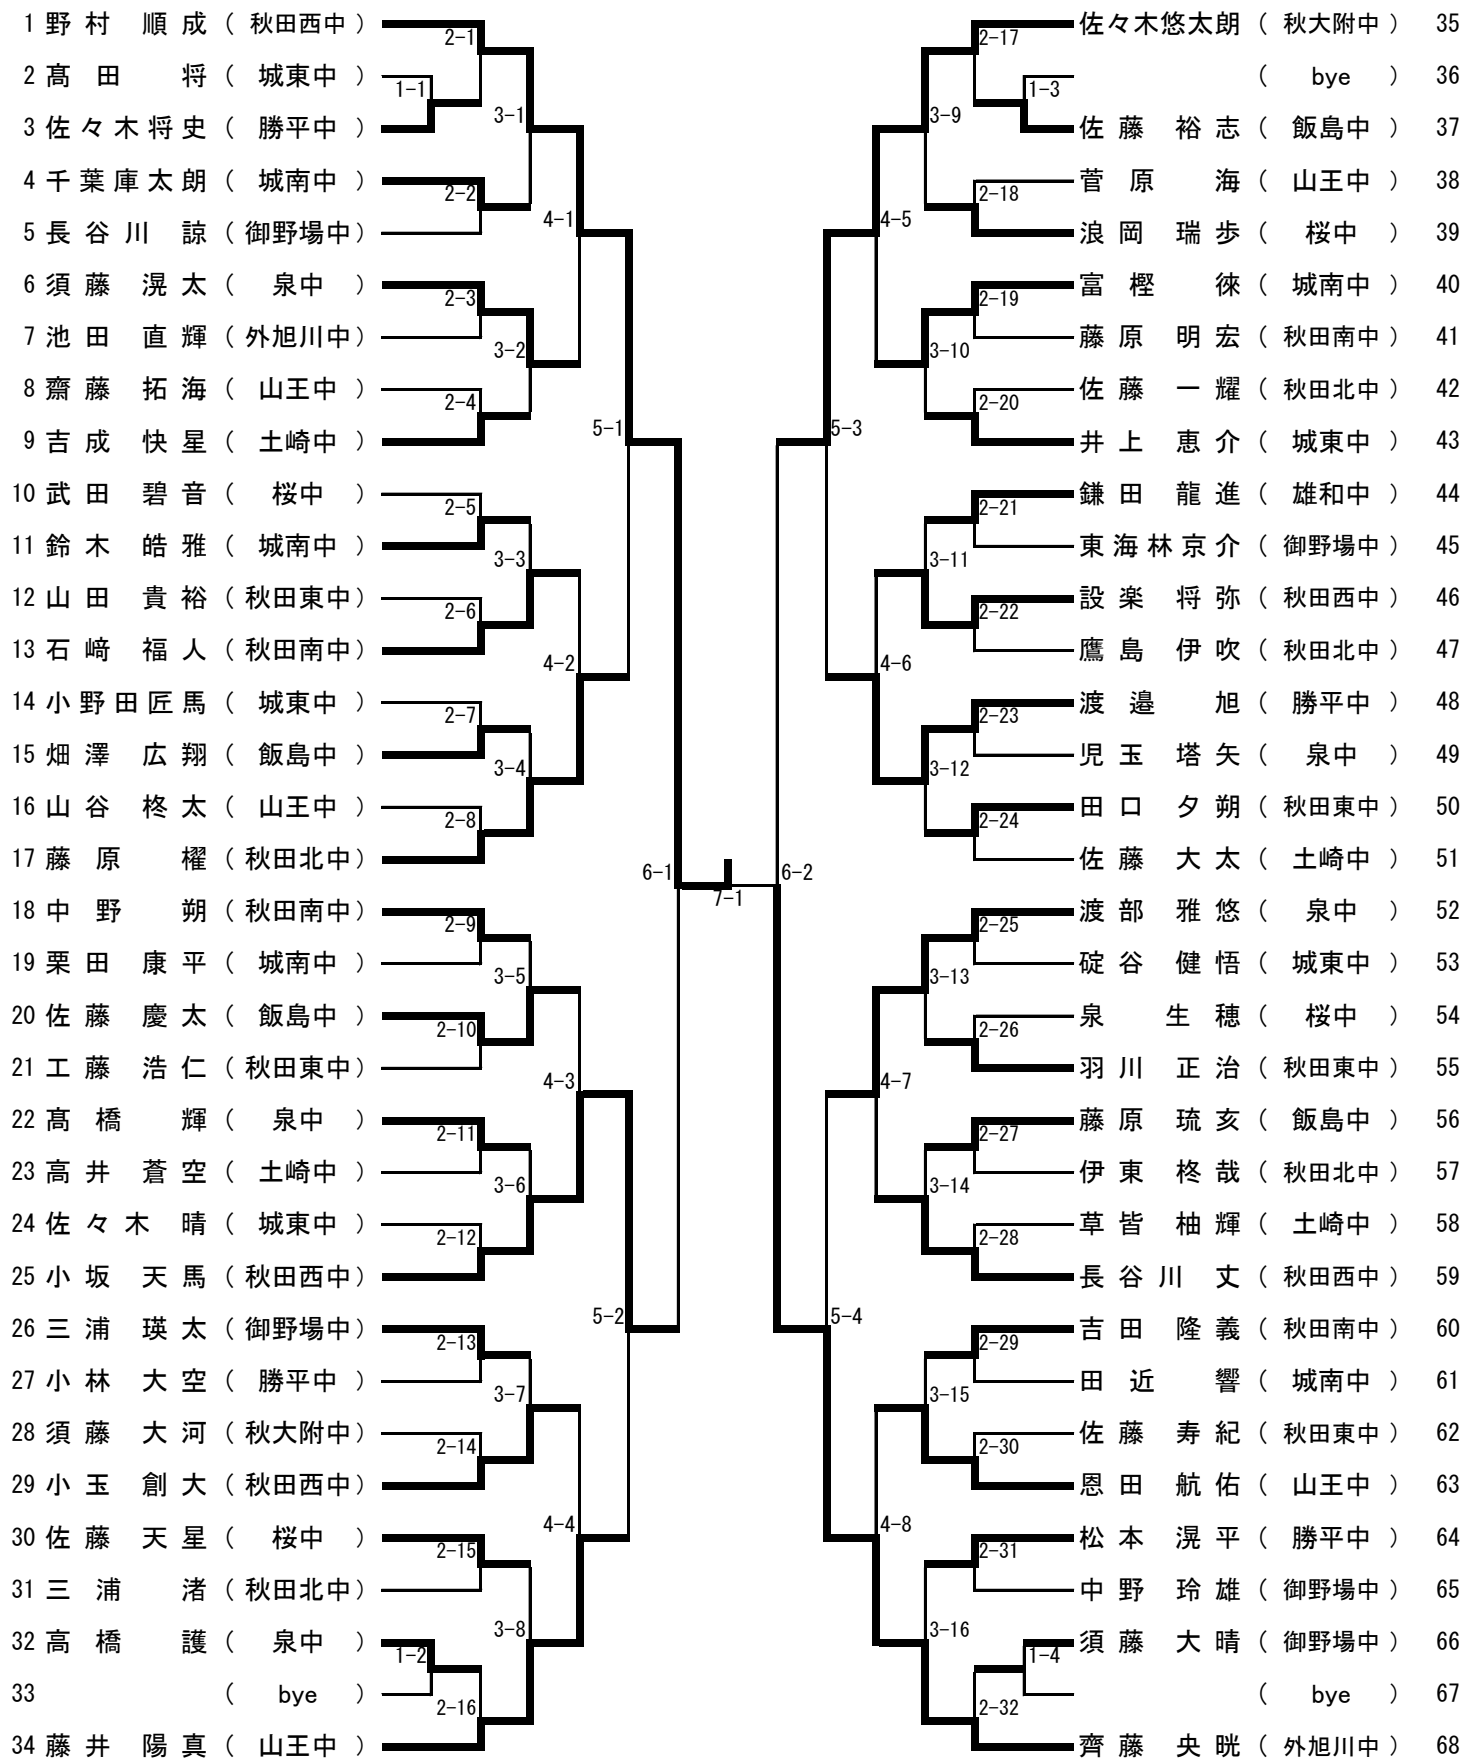 1 野村 順成 ( 秋田西中 )
2 髙田 将 ( 城東中 )
3 佐々木将史 ( 勝平中 )
4 千葉庫太朗 ( 城南中 )
5 長谷川 諒 ( 御野場中 )
6 須藤 滉太 ( 泉中 )
7 池田 直輝 ( 外旭川中 )
8 齋藤 拓海 ( 山王中 )
9 吉成 快星 ( 土崎中 )
10 武田 碧音 ( 桜中 )
11 鈴木 皓雅 ( 城南中 )
12 山田 貴裕 ( 秋田東中 )
13 石﨑 福人 ( 秋田南中 )
14 小野田匠馬 ( 城東中 )
15 畑澤 広翔 ( 飯島中 )
16 山谷 柊太 ( 山王中 )
17 藤原 櫂 ( 秋田北中 )
18 中野 朔 ( 秋田南中 )
19 栗田 康平 ( 城南中 )
20 佐藤 慶太 ( 飯島中 )
21 工藤 浩仁 ( 秋田東中 )
22 髙橋 輝 ( 泉中 )
23 高井 蒼空 ( 土崎中 )
24 佐々木 晴 ( 城東中 )
25 小坂 天馬 ( 秋田西中 )
26 三浦 瑛太 ( 御野場中 )
27 小林 大空 ( 勝平中 )
28 須藤 大河 ( 秋大附中 )
29 小玉 創大 ( 秋田西中 )
30 佐藤 天星 ( 桜中 )
31 三浦 渚 ( 秋田北中 )
32 高橋 護 ( 泉中 )
33 ( bye )
34 藤井 陽真 ( 山王中 )
1-1
1-2
2-1
2-2
2-3
2-4
2-5
2-6
2-7
2-8
2-9
2-10
2-11
2-12
2-13
2-14
2-15
2-16
3-1
3-2
3-3
3-4
3-5
3-6
3-7
3-8
4-1
4-2
4-3
4-4
5-1
5-2
6-1
7-1
6-2
5-3
5-4
4-5
4-6
4-7
4-8
3-9
3-10
3-11
3-12
3-13
3-14
3-15
3-16
2-17
2-18
2-19
2-20
2-21
2-22
2-23
2-24
2-25
2-26
2-27
2-28
2-29
2-30
2-31
2-32
1-3
1-4
佐々木悠太朗 ( 秋大附中 ) 35
( bye ) 36
佐藤 裕志 ( 飯島中 ) 37
菅原 海 ( 山王中 ) 38
浪岡 瑞歩 ( 桜中 ) 39
富樫 徠 ( 城南中 ) 40
藤原 明宏 ( 秋田南中 ) 41
佐藤 一耀 ( 秋田北中 ) 42
井上 恵介 ( 城東中 ) 43
鎌田 龍進 ( 雄和中 ) 44
東海林京介 ( 御野場中 ) 45
設楽 将弥 ( 秋田西中 ) 46
鷹島 伊吹 ( 秋田北中 ) 47
渡邉 旭 ( 勝平中 ) 48
児玉 塔矢 ( 泉中 ) 49
田口 夕朔 ( 秋田東中 ) 50
佐藤 大太 ( 土崎中 ) 51
渡部 雅悠 ( 泉中 ) 52
碇谷 健悟 ( 城東中 ) 53
泉 生穂 ( 桜中 ) 54
羽川 正治 ( 秋田東中 ) 55
藤原 琉亥 ( 飯島中 ) 56
伊東 柊哉 ( 秋田北中 ) 57
草皆 柚輝 ( 土崎中 ) 58
長谷川 丈 ( 秋田西中 ) 59
吉田 隆義 ( 秋田南中 ) 60
田近 響 ( 城南中 ) 61
佐藤 寿紀 ( 秋田東中 ) 62
恩田 航佑 ( 山王中 ) 63
松本 滉平 ( 勝平中 ) 64
中野 玲雄 ( 御野場中 ) 65
須藤 大晴 ( 御野場中 ) 66
( bye ) 67
齊藤 央晄 ( 外旭川中 ) 68